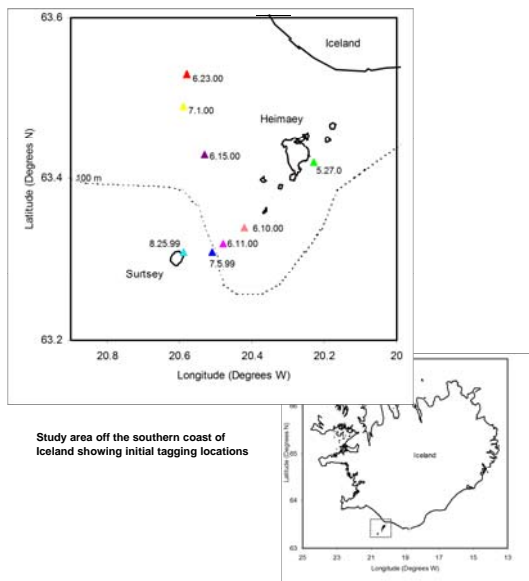 63.6
Iceland
6.23.00
7.1.00
Heimaey
6.15.00
5.27.0
63.4
100 m
6.10.00
6.11.00
8.25.99
7.5.99
Surtsey
63.2
20.8 20.6 20.4 20.2 20
Latitude (Degrees N)
Longitude (Degrees W)
Study area off the southern coast of
Iceland showing initial tagging locations
65
Iceland
64
63
25 23 21 19 17 15 13
Latitude (Degrees N)
Longitude (Degrees W)